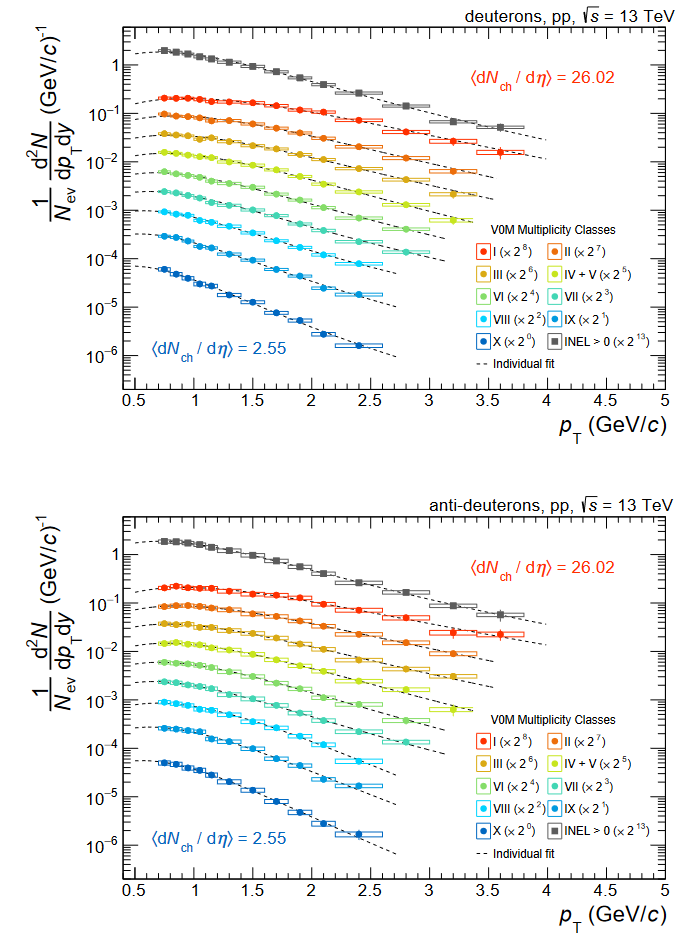 deuterons, pp, √s = 13 TeV
1/N_ev d²N/dp_Tdy (GeV/c)⁻¹
⟨dN_ch / dη⟩ = 26.02
1
10⁻¹
10⁻²
10⁻³
10⁻⁴
10⁻⁵
10⁻⁶
V0M Multiplicity Classes
I (× 2⁸) II (× 2⁷)
III (× 2⁶) IV + V (× 2⁵)
VI (× 2⁴) VII (× 2³)
VIII (× 2²) IX (× 2¹)
X (× 2⁰) INEL > 0 (× 2¹³)
Individual fit
⟨dN_ch / dη⟩ = 2.55
0.5 1 1.5 2 2.5 3 3.5 4 4.5 5
p_T (GeV/c)
anti-deuterons, pp, √s = 13 TeV
1/N_ev d²N/dp_Tdy (GeV/c)⁻¹
⟨dN_ch / dη⟩ = 26.02
1
10⁻¹
10⁻²
10⁻³
10⁻⁴
10⁻⁵
10⁻⁶
V0M Multiplicity Classes
I (× 2⁸) II (× 2⁷)
III (× 2⁶) IV + V (× 2⁵)
VI (× 2⁴) VII (× 2³)
VIII (× 2²) IX (× 2¹)
X (× 2⁰) INEL > 0 (× 2¹³)
Individual fit
⟨dN_ch / dη⟩ = 2.55
0.5 1 1.5 2 2.5 3 3.5 4 4.5 5
p_T (GeV/c)